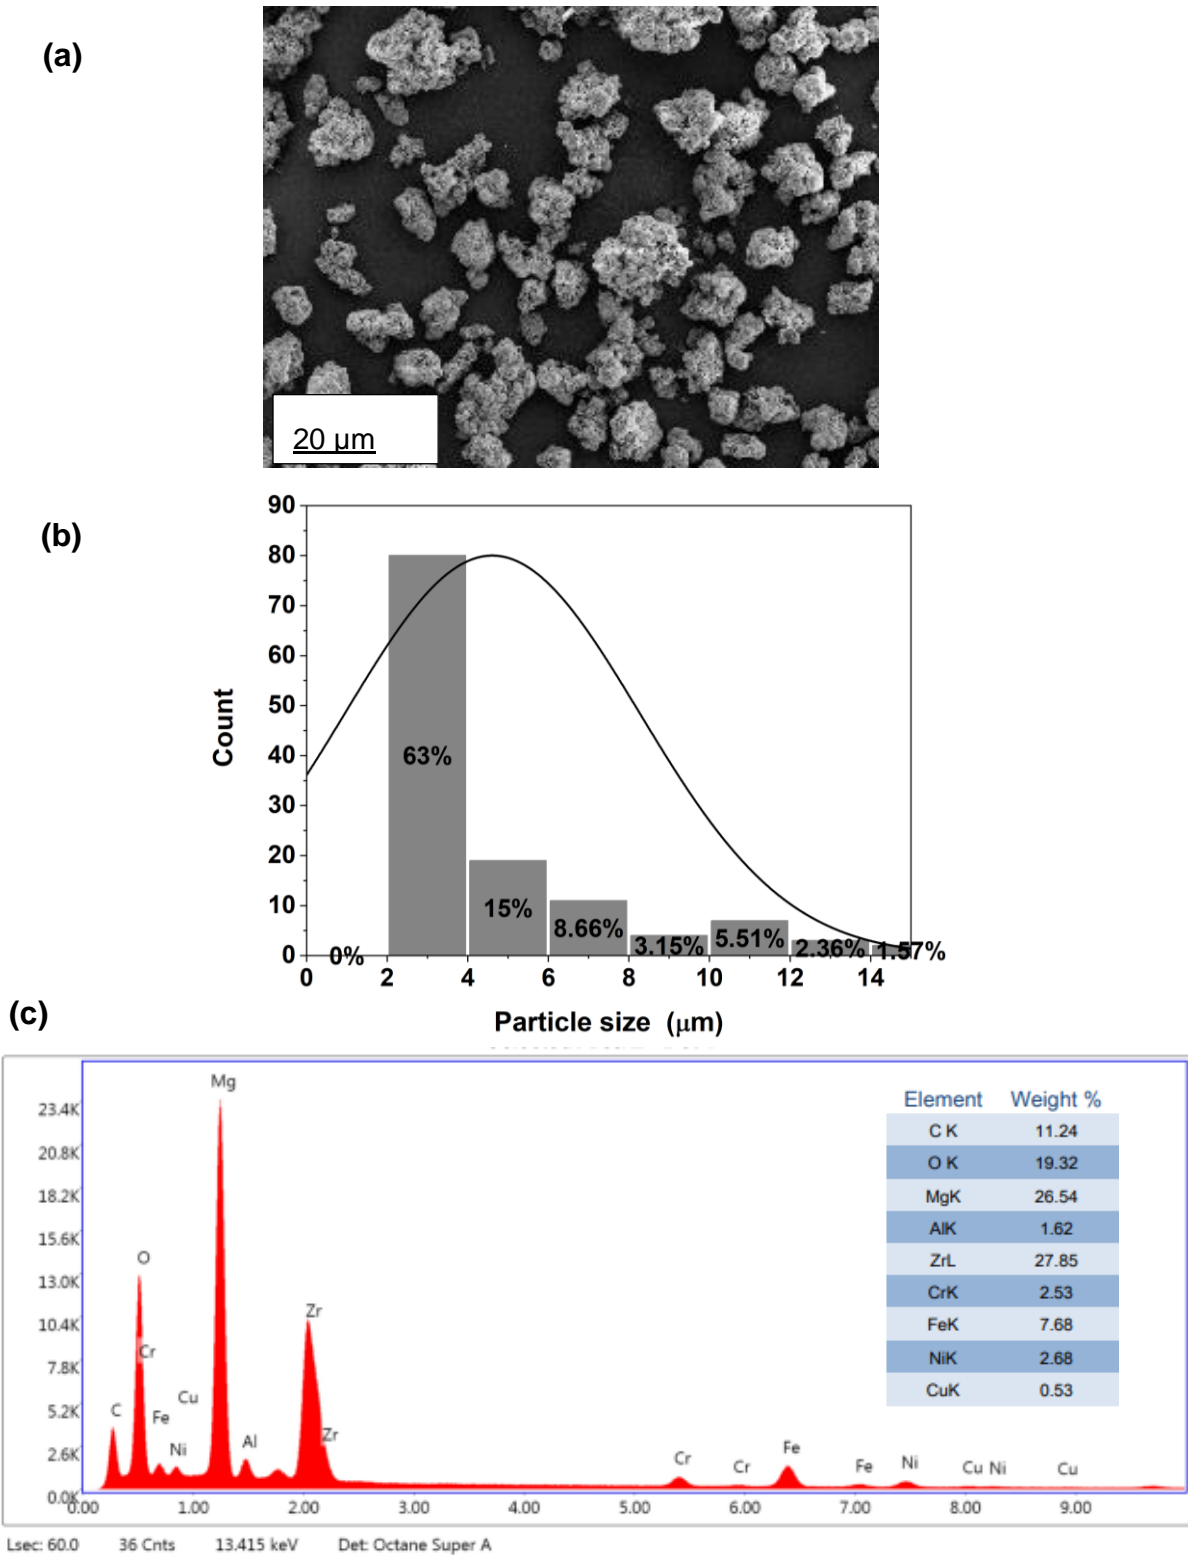 (a)
20 µm
(b)
90
80
70
60
50
40
30
20
10
0
Count
63%
15%
8.66%
3.15%
5.51%
2.36%
1.57%
0%
0 2 4 6 8 10 12 14
Particle size (µm)
(c)
23.4K
20.8K
18.2K
15.6K
13.0K
10.4K
7.8K
5.2K
2.6K
0.0K
Mg
O
Cr
Cu
C
Fe
Ni
Al
Zr
Zr
Cr
Cr
Fe
Fe
Ni
Cu Ni
Cu
Element Weight %
C K 11.24
O K 19.32
MgK 26.54
AlK 1.62
ZrL 27.85
CrK 2.53
FeK 7.68
NiK 2.68
CuK 0.53
0.00 1.00 2.00 3.00 4.00 5.00 6.00 7.00 8.00 9.00
Lsec: 60.0 36 Cnts 13.415 keV Det: Octane Super A